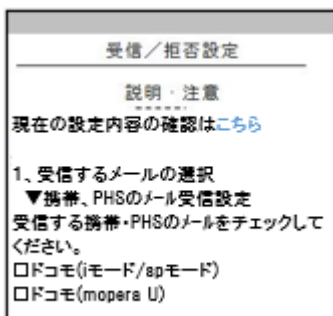 受信／拒否設定
説明・注意
現在の設定内容の確認はこちら
1、受信するメールの選択
▼携帯、PHSのメール受信設定
受信する携帯・PHSのメールをチェックして
ください。
□ドコモ(iモード/spモード)
□ドコモ(mopera U)